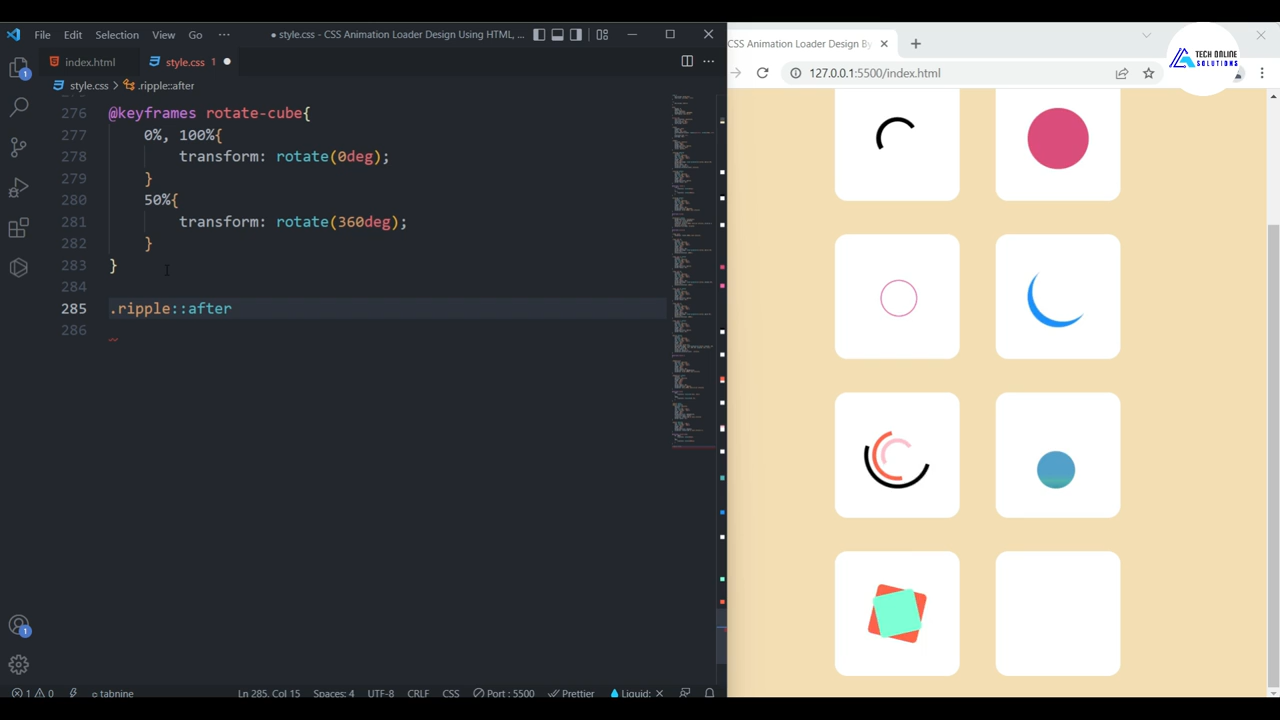 File Edit Selection View Go ··· ● style.css - CSS Animation Loader Design Using HTML, ...
index.html style.css 1 ●
style.css > .ripple::after
276 @keyframes rotate-cube{
277 0%, 100%{
278 transform: rotate(0deg);
279 }
280 50%{
281 transform: rotate(360deg);
282 }
283 }
284
285 .ripple::after
286
1
1
1 0 tabnine Ln 285, Col 15 Spaces: 4 UTF-8 CRLF CSS Port : 5500 Prettier Liquid:
CSS Animation Loader Design By
127.0.0.1:5500/index.html
TECH ONLINE
SOLUTIONS